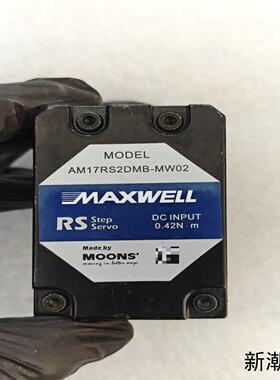 MODEL
AM17RS2DMB-MW02
MAXWELL
RS Step Servo
DC INPUT
0.42N·m
Made by
MOONS'
moving in better ways
新潮